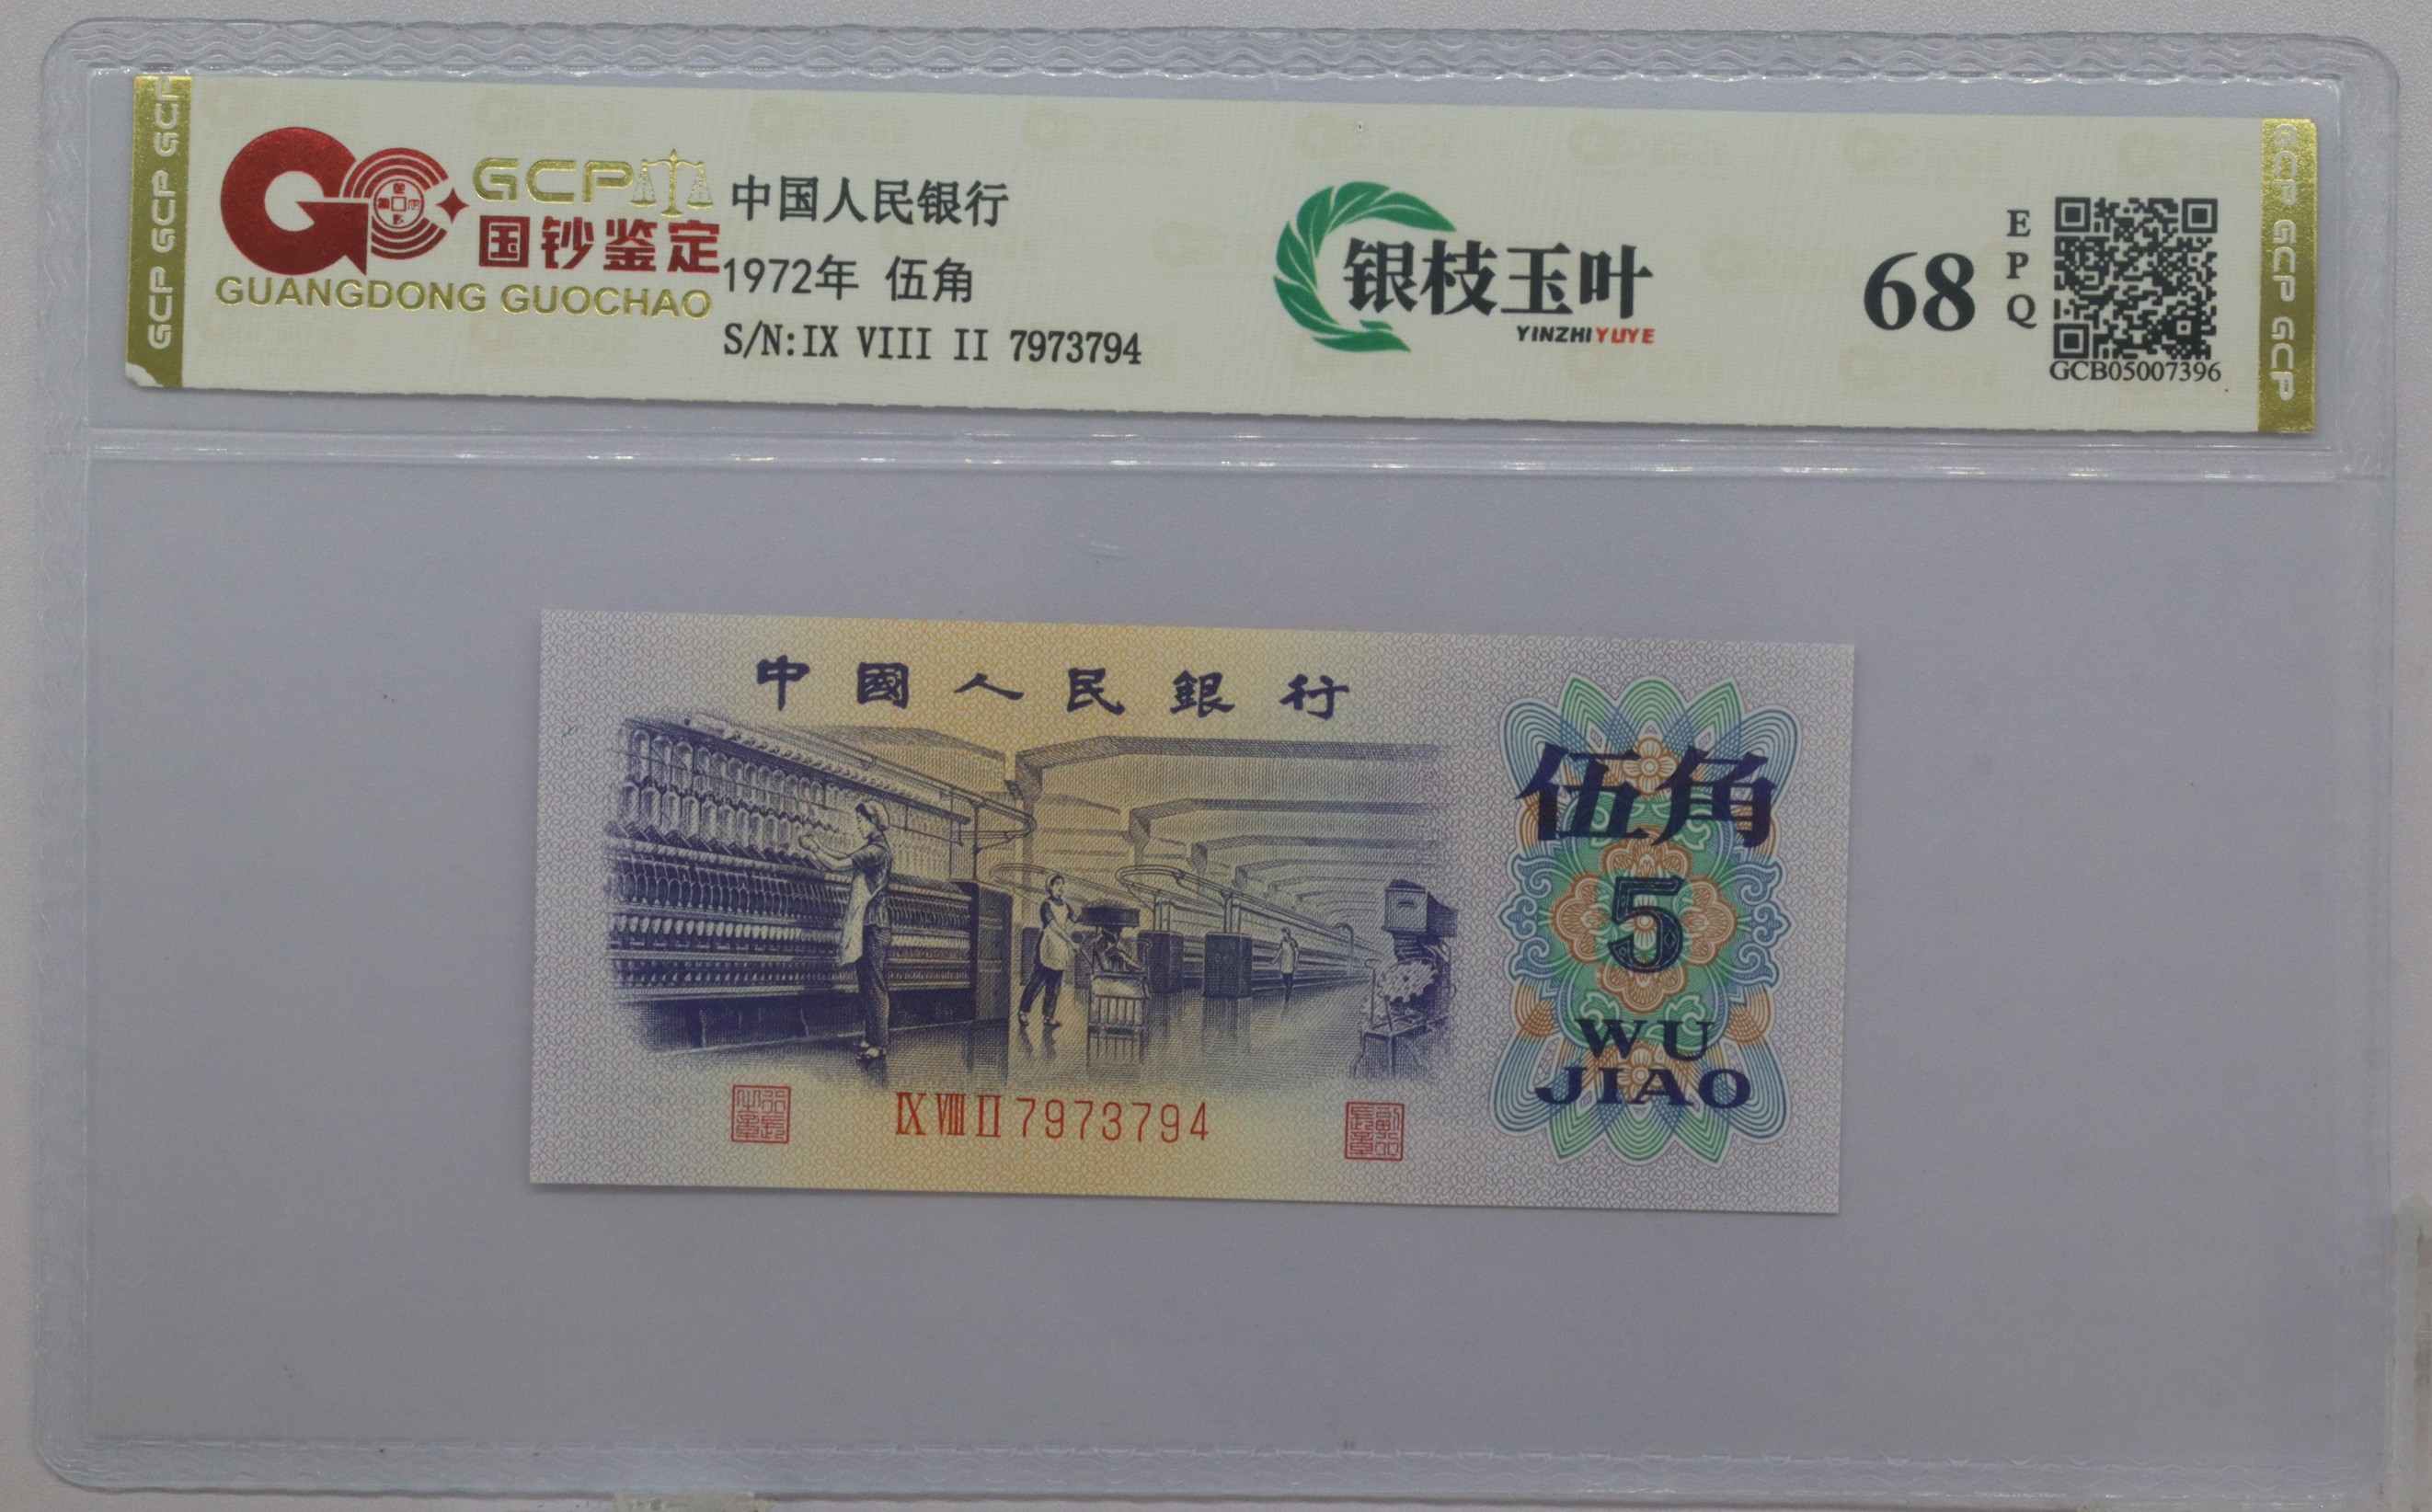 GCP GCP GCP
GCP
国钞鉴定
GUANGDONG GUOCHAO
中国人民银行
1972年 伍角
S/N:IX VIII II 7973794
银枝玉叶
YINZHIYUYE
68
EPQ
GCB05007396
GCP GCP GCP
中國人民銀行
伍角
5
WU
JIAO
IX VIII II 7973794